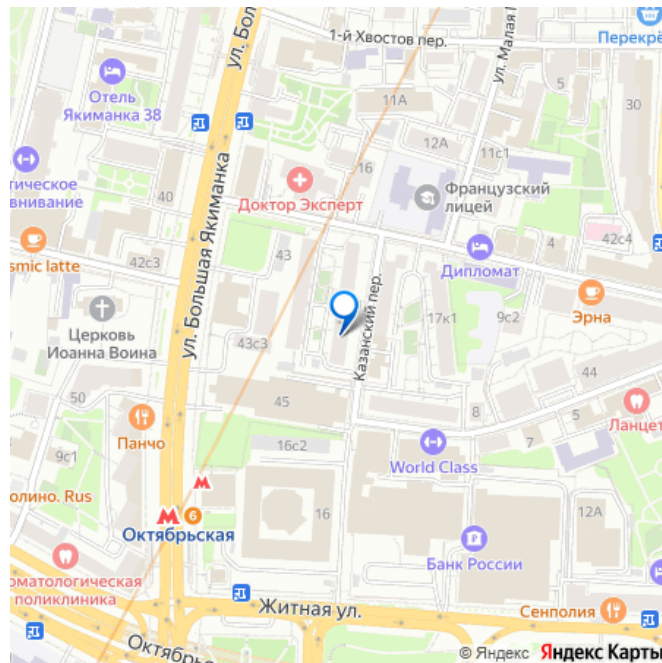 1-й Хвостов пер.
Перекрё
ул. Бол
ул. Малая
Отель
Якиманка 38
11А
5
30
12А
11с1
16
тическое
внивание
40
Доктор Эксперт
Французский
лицей
ул. Большая Якиманка
smic latte
42с3
43
4
42с4
Дипломат
Эрна
Церковь
Иоанна Воина
43с3
Казанский пер.
17к1
9с2
44
50
45
8
7
5
Ланцет
Панчо
9с1
16с2
World Class
олино. Rus
6
Октябрьская
16
12А
Банк России
оматологическая
поликлиника
Житная ул.
Сенполия
Октябрьск
© Яндекс Яндекс Карты